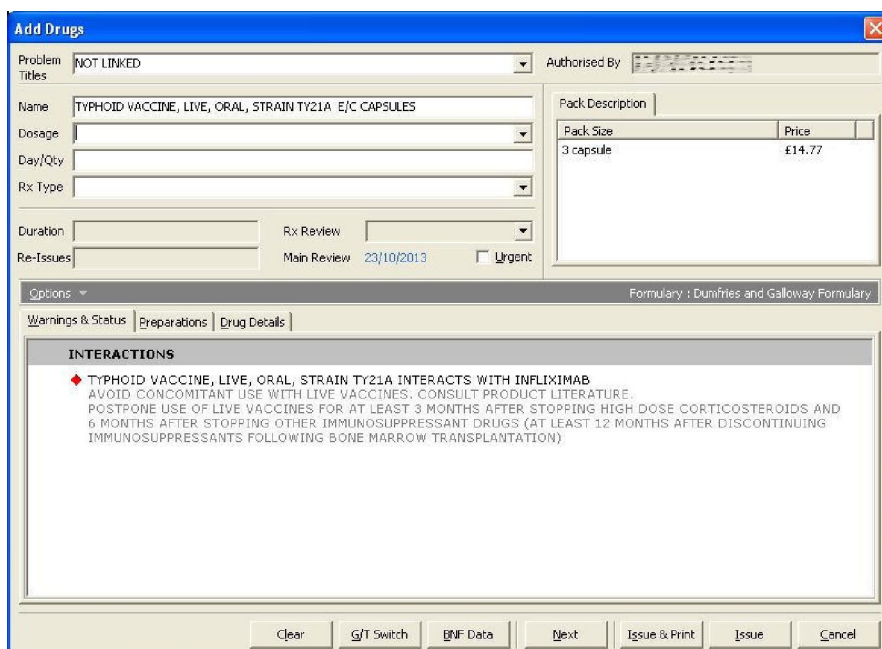 Add Drugs
Problem Titles NOT LINKED
Authorised By
Name TYPHOID VACCINE, LIVE, ORAL, STRAIN TY21A E/C CAPSULES
Dosage
Day/Qty
Rx Type
Pack Description
Pack Size Price
3 capsule £14.77
Duration Rx Review
Re-Issues Main Review 23/10/2013 Urgent
Options Formulary : Dumfries and Galloway Formulary
Warnings & Status Preparations Drug Details
INTERACTIONS
TYPHOID VACCINE, LIVE, ORAL, STRAIN TY21A INTERACTS WITH INFLIXIMAB
AVOID CONCOMITANT USE WITH LIVE VACCINES. CONSULT PRODUCT LITERATURE.
POSTPONE USE OF LIVE VACCINES FOR AT LEAST 3 MONTHS AFTER STOPPING HIGH DOSE CORTICOSTEROIDS AND
6 MONTHS AFTER STOPPING OTHER IMMUNOSUPPRESSANT DRUGS (AT LEAST 12 MONTHS AFTER DISCONTINUING
IMMUNOSUPPRESSANTS FOLLOWING BONE MARROW TRANSPLANTATION)
Clear G/T Switch BNF Data Next Issue & Print Issue Cancel